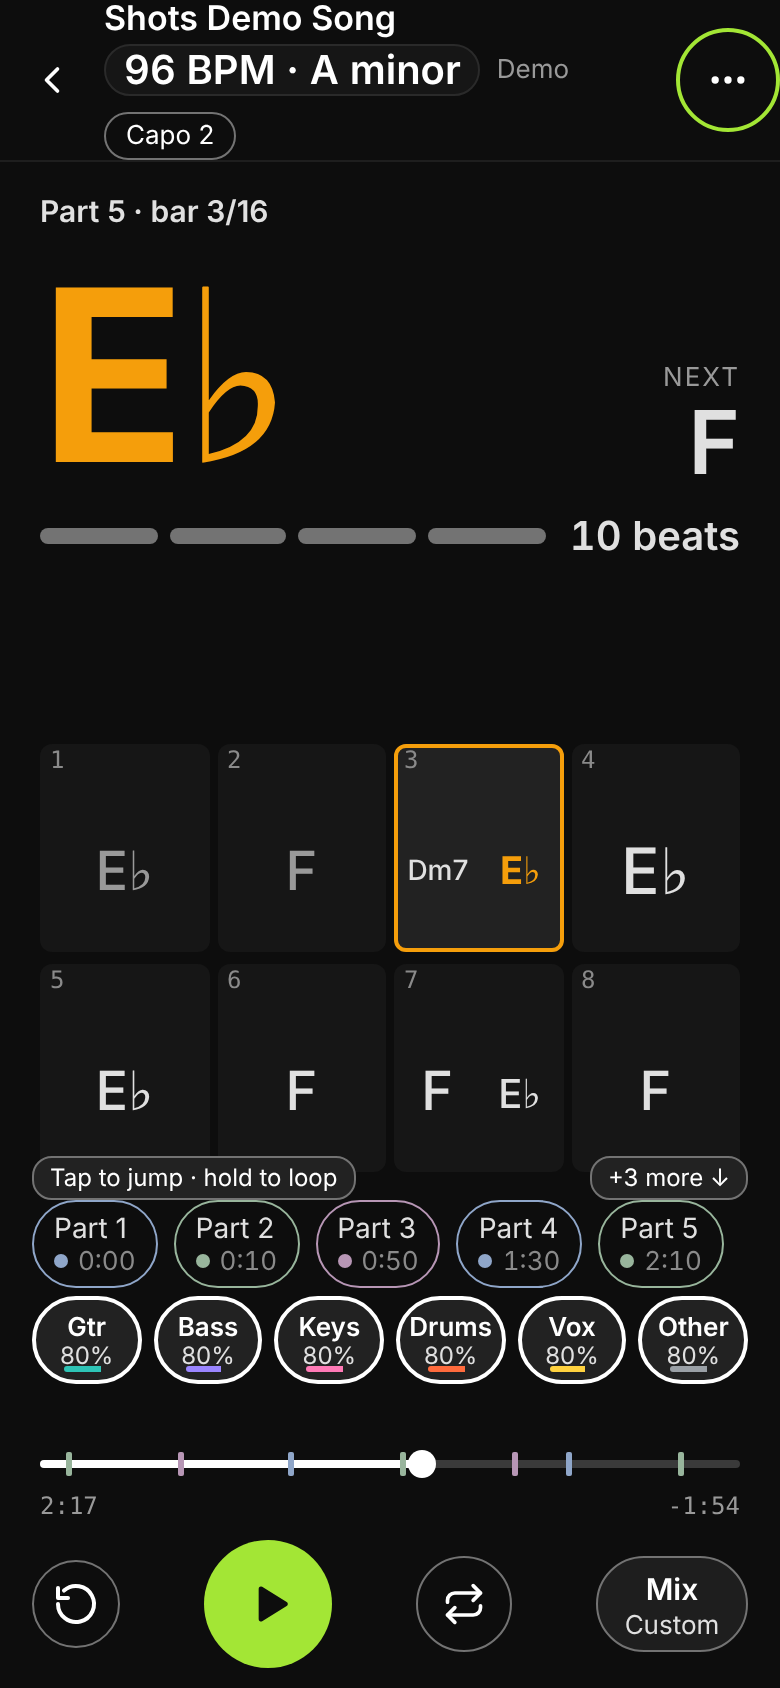 Shots Demo Song
96 BPM · A minor Demo
Capo 2
Part 5 · bar 3/16
E♭
NEXT
F
10 beats
1 2 3 4
E♭ F Dm7 E♭ E♭
5 6 7 8
E♭ F F E♭ F
Tap to jump · hold to loop +3 more ↓
Part 1 Part 2 Part 3 Part 4 Part 5
0:00 0:10 0:50 1:30 2:10
Gtr Bass Keys Drums Vox Other
80% 80% 80% 80% 80% 80%
2:17 -1:54
Mix
Custom